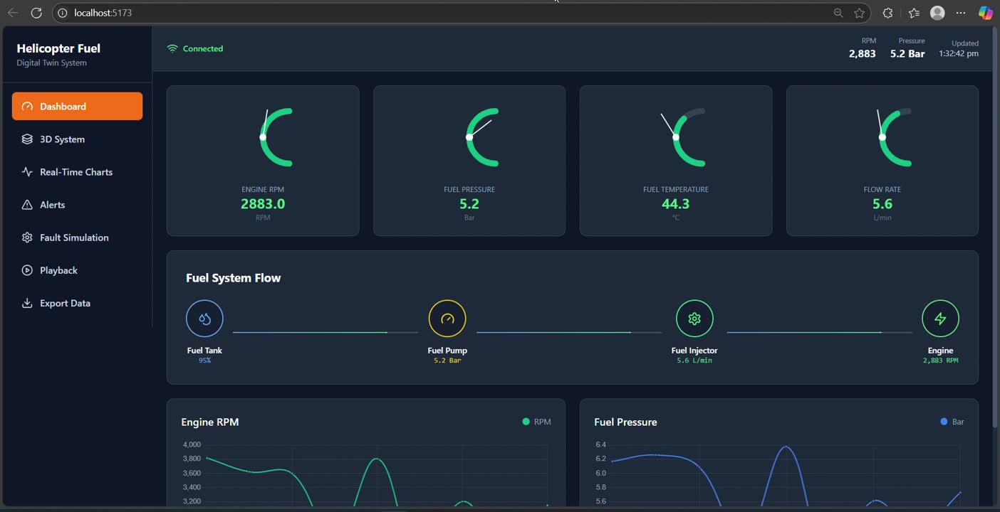 localhost:5173
Helicopter Fuel
Digital Twin System
Connected
RPM
2,883
Pressure
5.2 Bar
Updated
1:32:42 pm
Dashboard
3D System
Real-Time Charts
Alerts
Fault Simulation
Playback
Export Data
ENGINE RPM
2883.0
RPM
FUEL PRESSURE
5.2
Bar
FUEL TEMPERATURE
44.3
°C
FLOW RATE
5.6
L/min
Fuel System Flow
Fuel Tank
95%
Fuel Pump
5.2 Bar
Fuel Injector
5.6 L/min
Engine
2,883 RPM
Engine RPM
RPM
4,000
3,800
3,600
3,400
3,200
Fuel Pressure
Bar
6.4
6.2
6.0
5.8
5.6